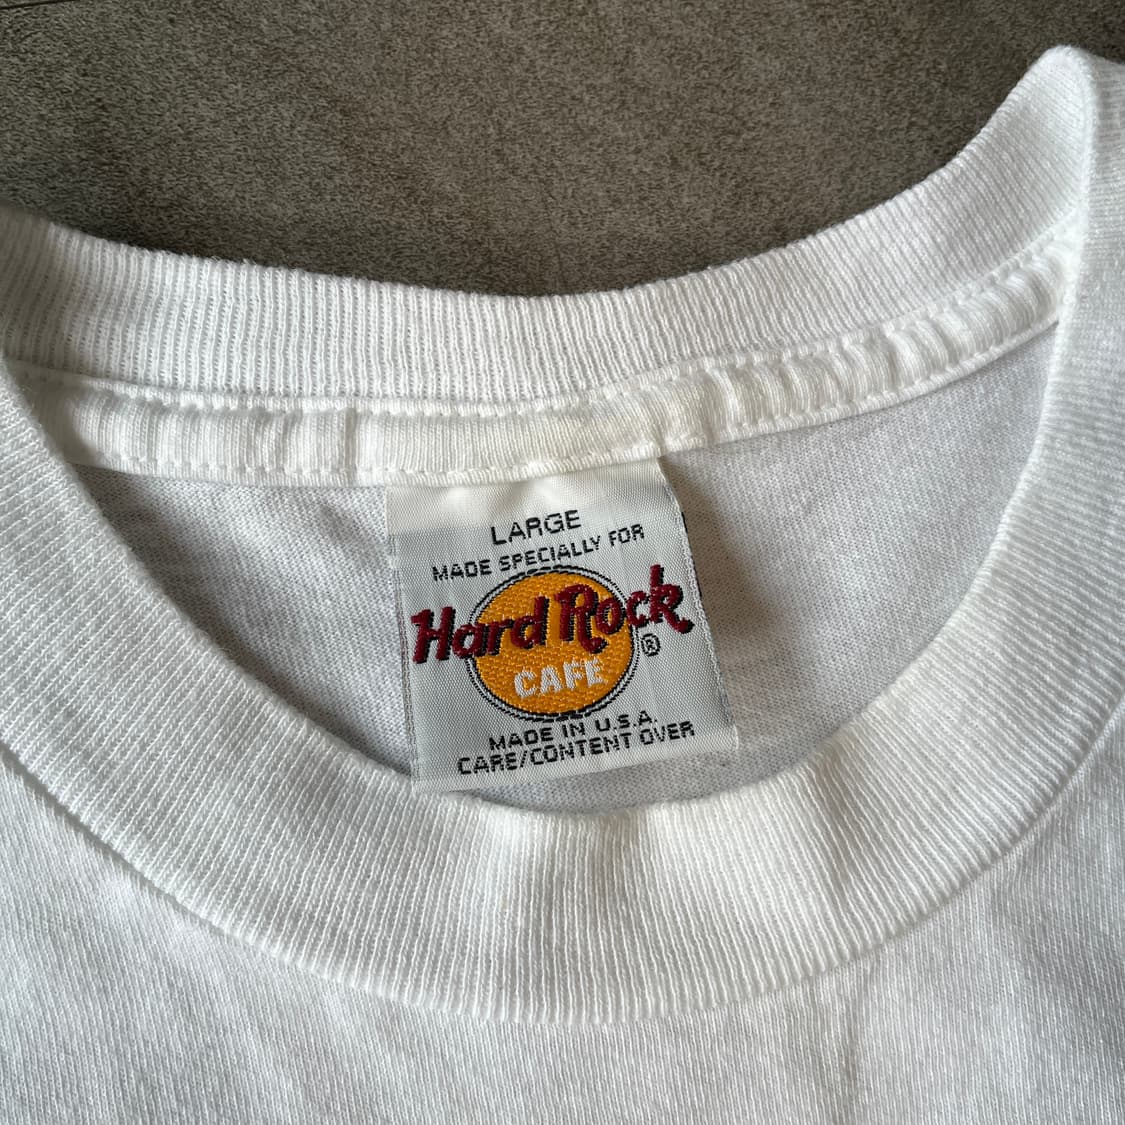 LARGE
MADE SPECIALLY FOR
Hard Rock
CAFE
®
MADE IN U.S.A.
CARE/CONTENT OVER